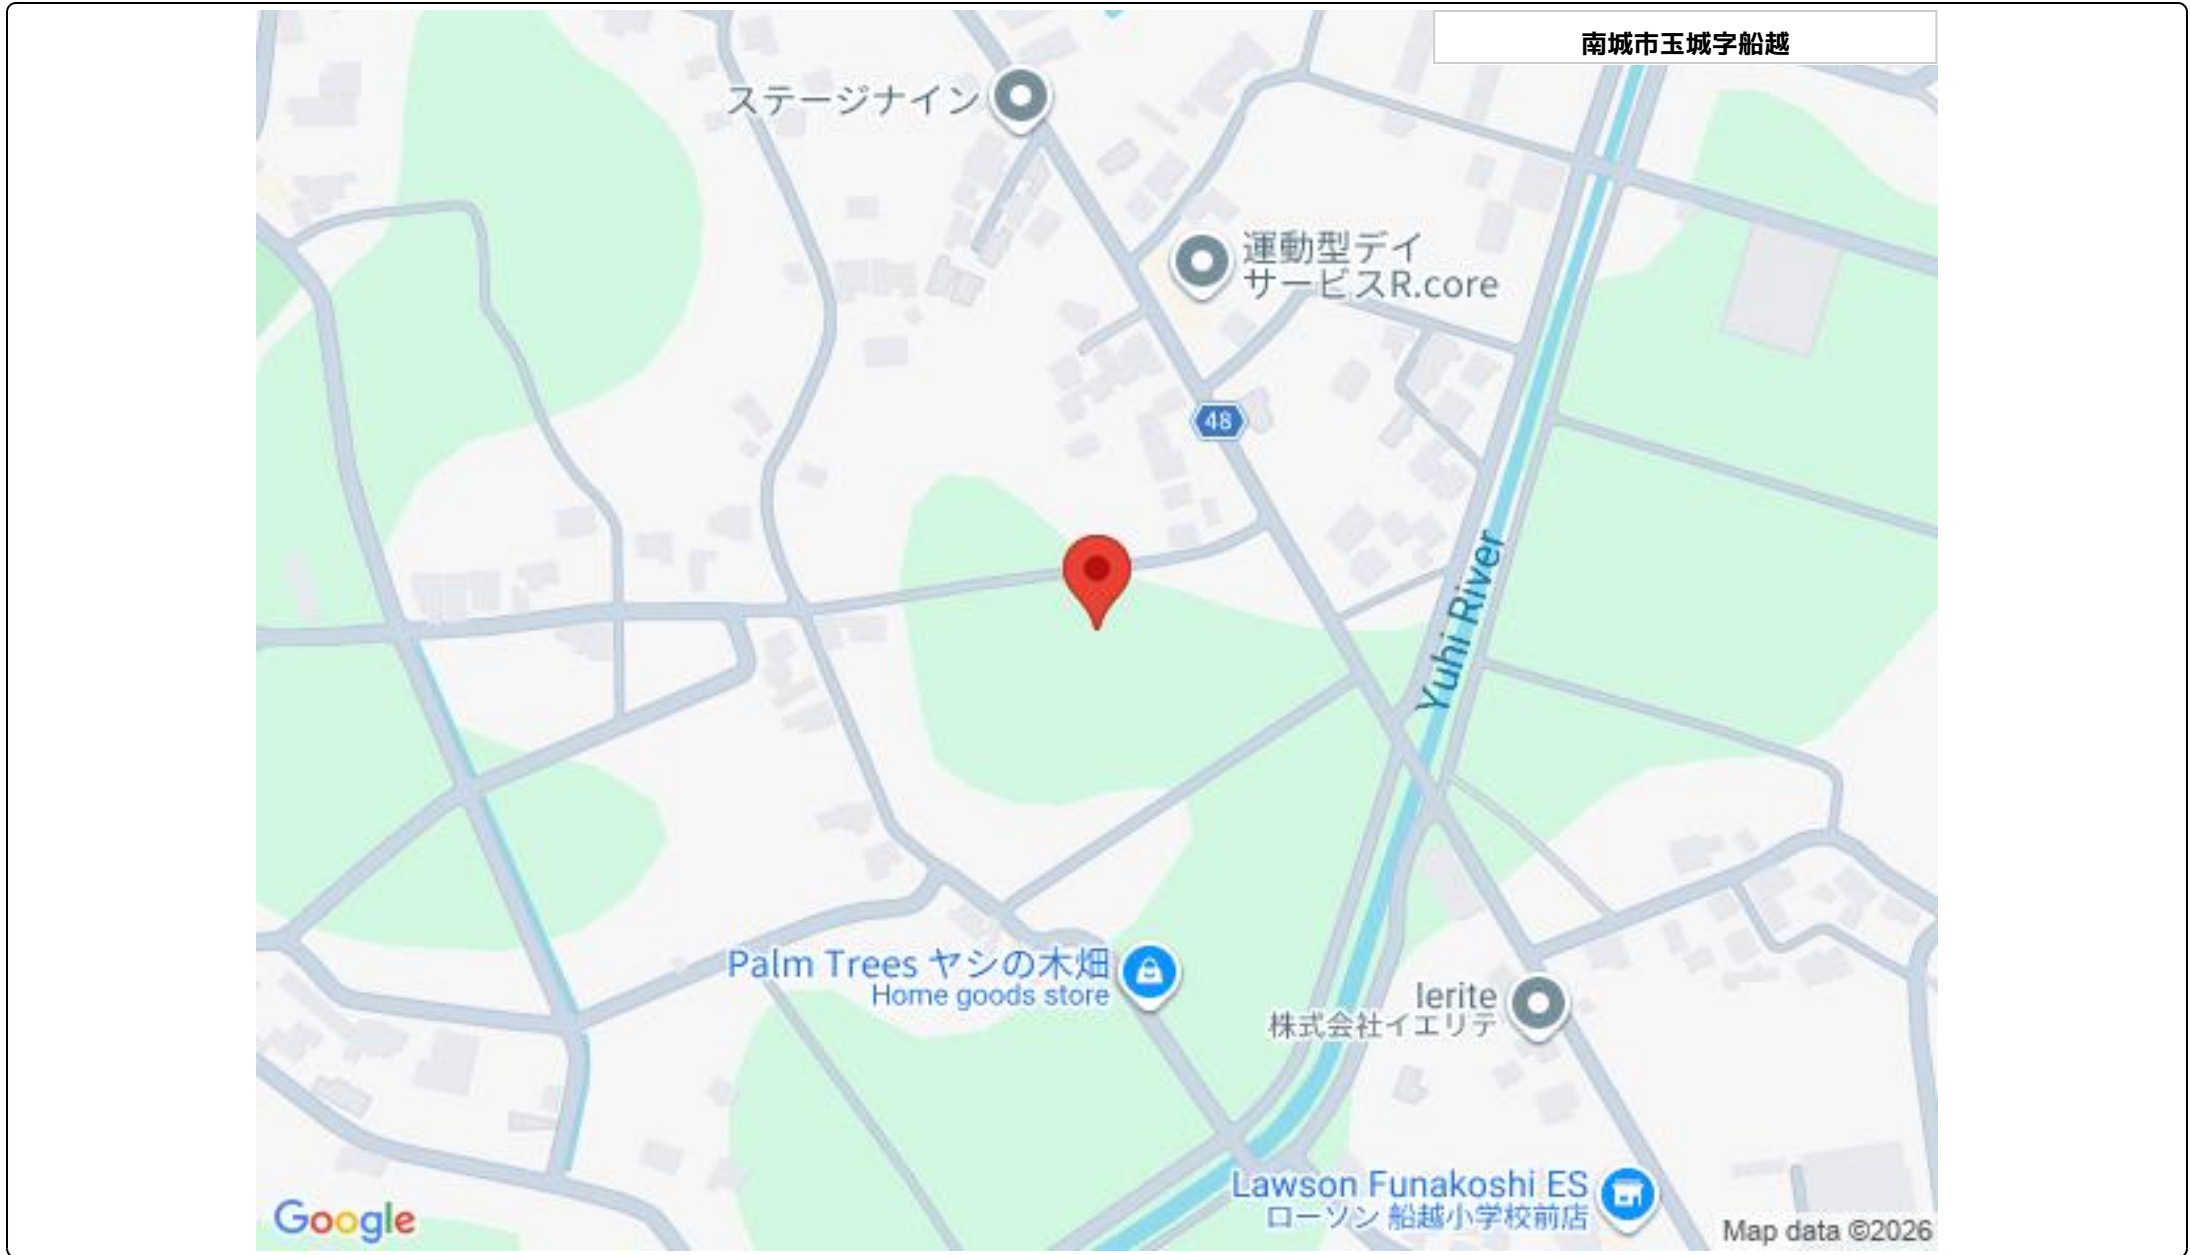 南城市玉城字船越
ステージナイン
運動型デイ
サービスR.core
48
Yuhi River
Palm Trees ヤシの木畑
Home goods store
Ierite
株式会社イエリテ
Lawson Funakoshi ES
ローソン 船越小学校前店
Google
Map data ©2026